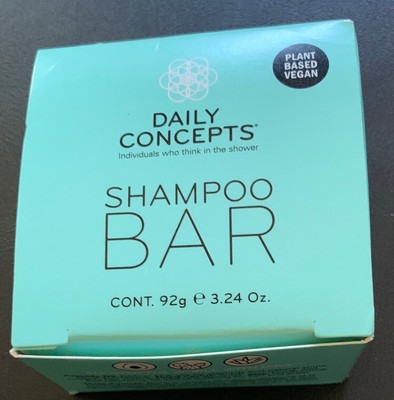 PLANT
BASED
VEGAN
DAILY
CONCEPTS®
Individuals who think in the shower
SHAMPOO
BAR
CONT. 92g ℮ 3.24 Oz.